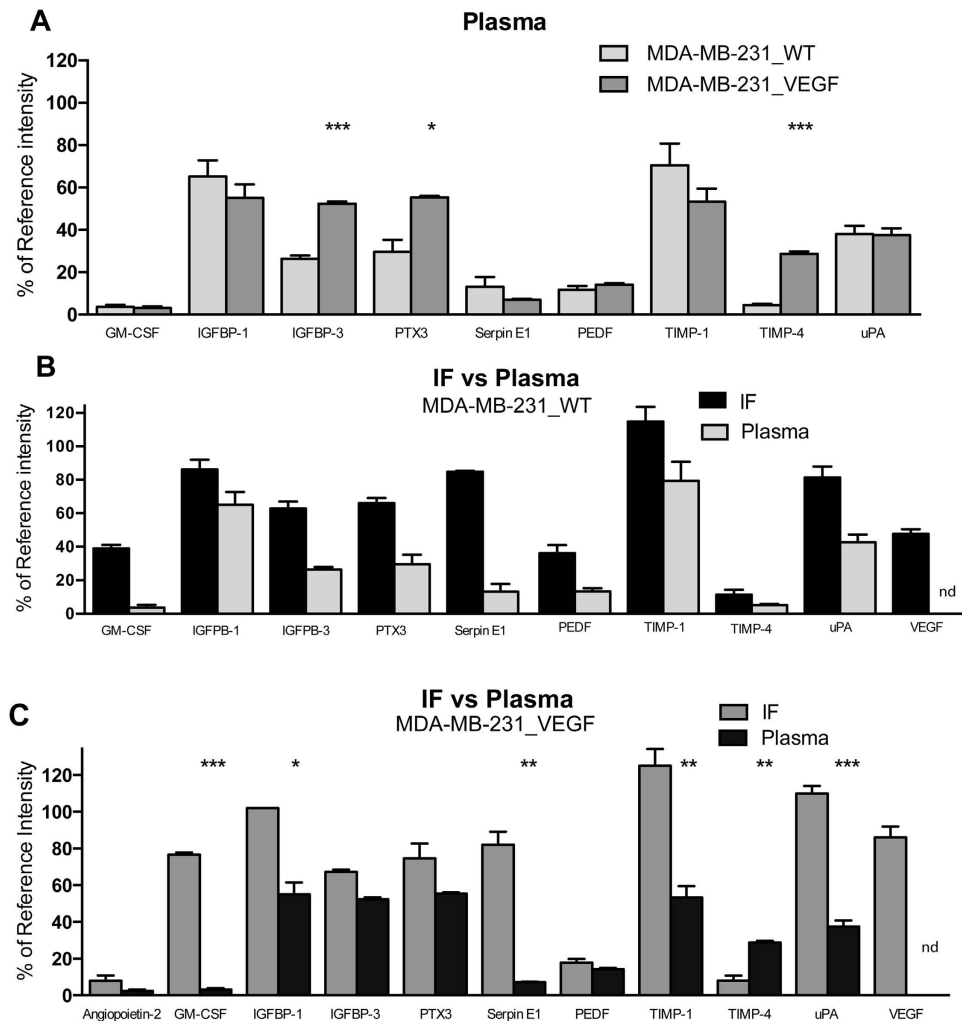 A
Plasma
MDA-MB-231_WT
MDA-MB-231_VEGF
% of Reference intensity
120
100
80
60
40
20
0
*** * ***
GM-CSF IGFBP-1 IGFBP-3 PTX3 Serpin E1 PEDF TIMP-1 TIMP-4 uPA
B
IF vs Plasma
MDA-MB-231_WT
IF
Plasma
% of Reference intensity
120
100
80
60
40
20
0
nd
GM-CSF IGFPB-1 IGFPB-3 PTX3 Serpin E1 PEDF TIMP-1 TIMP-4 uPA VEGF
C
IF vs Plasma
MDA-MB-231_VEGF
IF
Plasma
% of Reference Intensity
120
100
80
60
40
20
0
*** * ** ** ** ***
nd
Angiopoietin-2 GM-CSF IGFBP-1 IGFBP-3 PTX3 Serpin E1 PEDF TIMP-1 TIMP-4 uPA VEGF